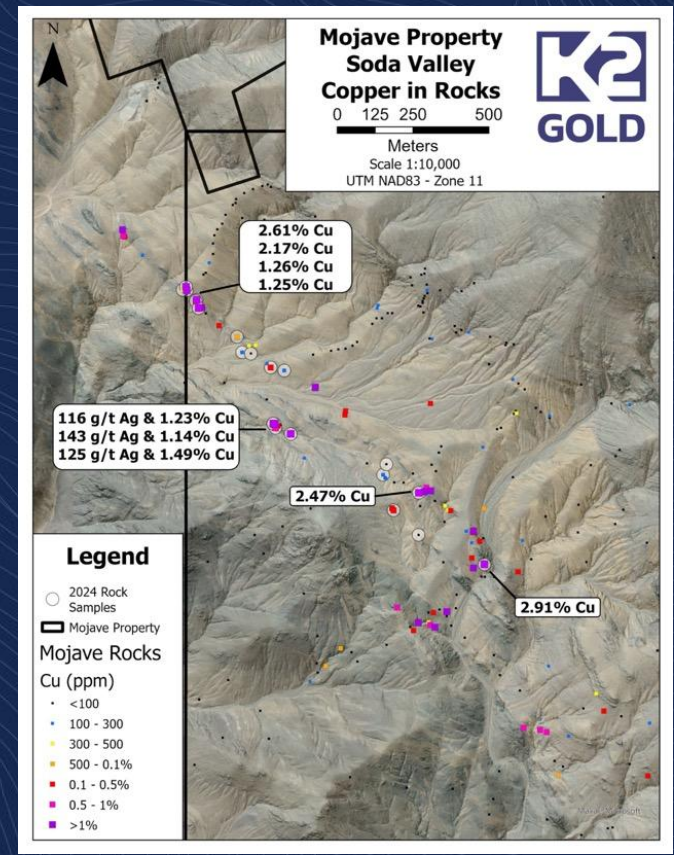 N
Mojave Property
Soda Valley
Copper in Rocks
0 125 250 500
Meters
Scale 1:10,000
UTM NAD83 - Zone 11
K2
GOLD
2.61% Cu
2.17% Cu
1.26% Cu
1.25% Cu
116 g/t Ag & 1.23% Cu
143 g/t Ag & 1.14% Cu
125 g/t Ag & 1.49% Cu
2.47% Cu
2.91% Cu
Legend
2024 Rock
Samples
Mojave Property
Mojave Rocks
Cu (ppm)
<100
100 - 300
300 - 500
500 - 0.1%
0.1 - 0.5%
0.5 - 1%
>1%